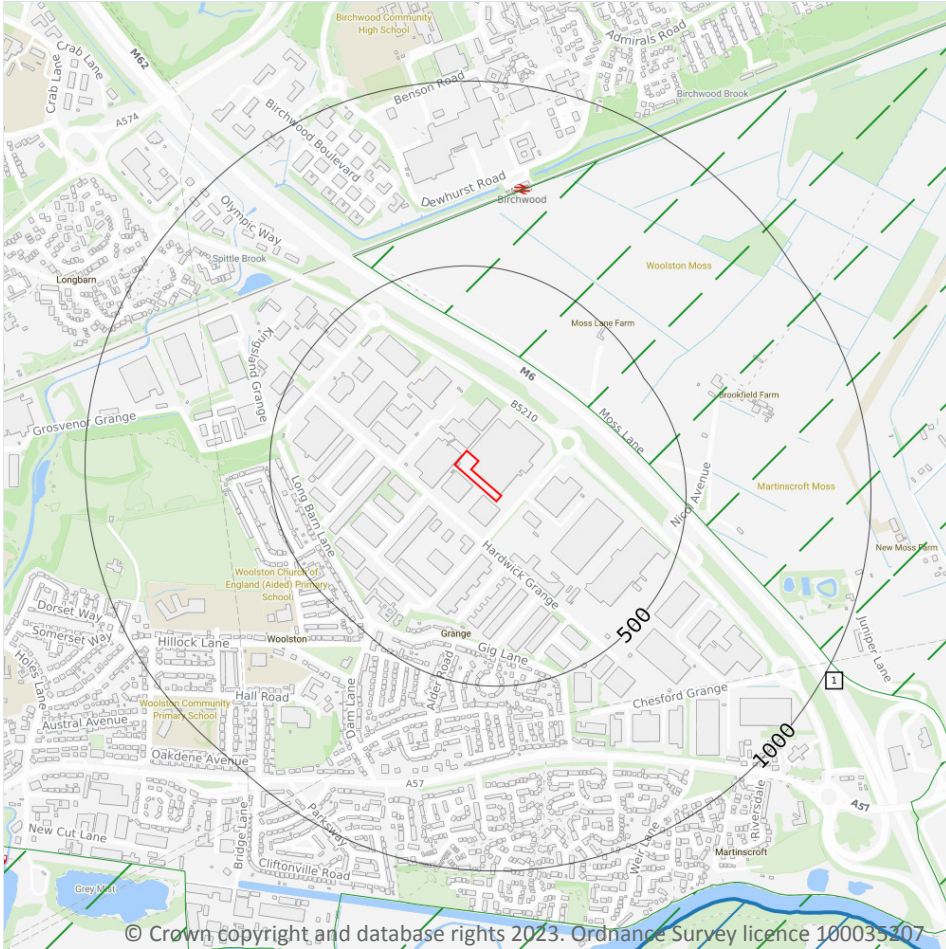 Birchwood Community
High School
Admirals Road
Crab Lane
Crab Lane
M62
Benson Road
Birchwood Brook
A574
Birchwood Boulevard
Dewhurst Road
Birchwood
Olympic Way
Spittle Brook
Woolston Moss
Longbarn
Moss Lane Farm
Kingsland Grange
M6
Brookfield Farm
B5210
Moss Lane
Grosvenor Grange
Long Barn Lane
Nicol Avenue
Martinscroft Moss
New Moss Farm
Hardwick Grange
Woolston Church of
England (Aided) Primary
School
Dorset Way
Somerset Way
Holes Lane
Hillock Lane
Woolston
Grange
Gig Lane
500
Juniper Lane
1
Hall Road
Alder Road
Dam Lane
Chesford Grange
Woolston Community
Primary School
Austral Avenue
Oakdene Avenue
1000
A57
A57
New Cut Lane
Bridge Lane
Parksway
Weir Lane
Riversdale
Martinscroft
Cliftonville Road
Grey Mist
© Crown copyright and database rights 2023. Ordnance Survey licence 100035207